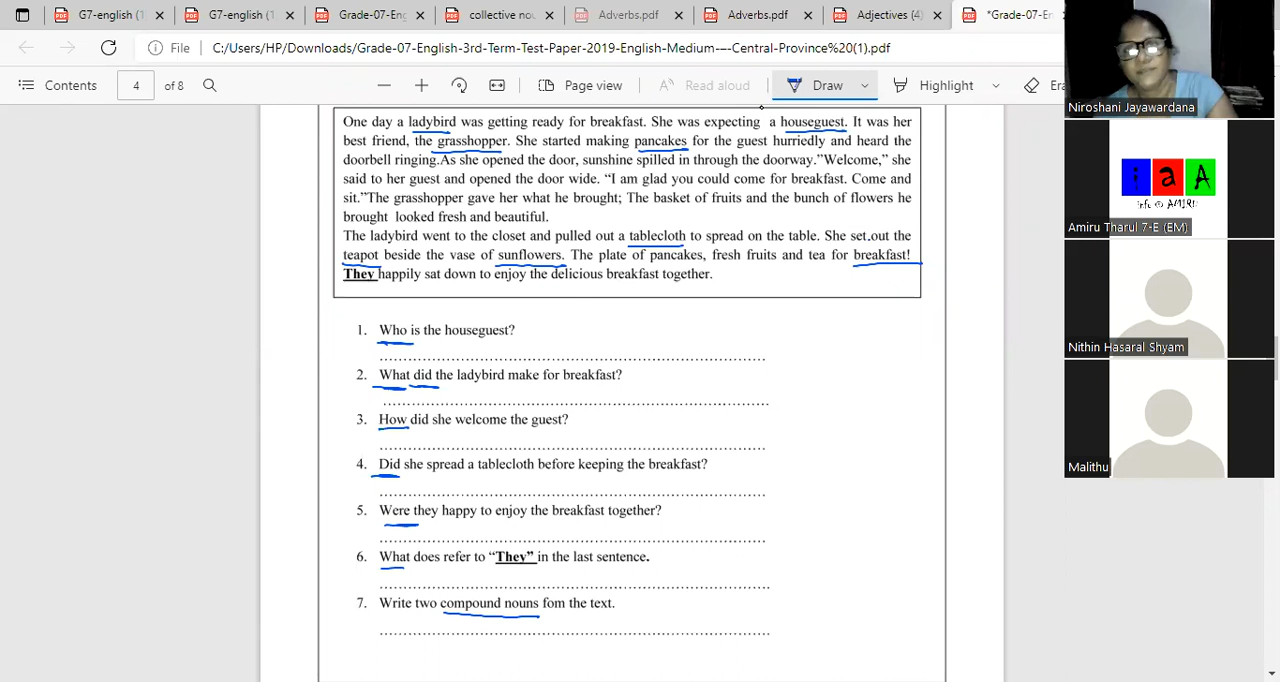 G7-english (1
G7-english (1
Grade-07-En
collective no
Adverbs.pdf
Adverbs.pdf
Adjectives (4)
*Grade-07-En
File
C:/Users/HP/Downloads/Grade-07-English-3rd-Term-Test-Paper-2019-English-Medium-–-Central-Province%20(1).pdf
Contents
4
of 8
Page view
Read aloud
Draw
Highlight
Era
One day a ladybird was getting ready for breakfast. She was expecting a houseguest. It was her
best friend, the grasshopper. She started making pancakes for the guest hurriedly and heard the
doorbell ringing.As she opened the door, sunshine spilled in through the doorway.”Welcome,” she
said to her guest and opened the door wide. “I am glad you could come for breakfast. Come and
sit.”The grasshopper gave her what he brought; The basket of fruits and the bunch of flowers he
brought looked fresh and beautiful.
The ladybird went to the closet and pulled out a tablecloth to spread on the table. She set out the
teapot beside the vase of sunflowers. The plate of pancakes, fresh fruits and tea for breakfast!
They happily sat down to enjoy the delicious breakfast together.
1. Who is the houseguest?
2. What did the ladybird make for breakfast?
3. How did she welcome the guest?
4. Did she spread a tablecloth before keeping the breakfast?
5. Were they happy to enjoy the breakfast together?
6. What does refer to “They” in the last sentence.
7. Write two compound nouns fom the text.
Niroshani Jayawardana
i a A
info @ AMIRU
Amiru Tharul 7-E (EM)
Nithin Hasaral Shyam
Malithu